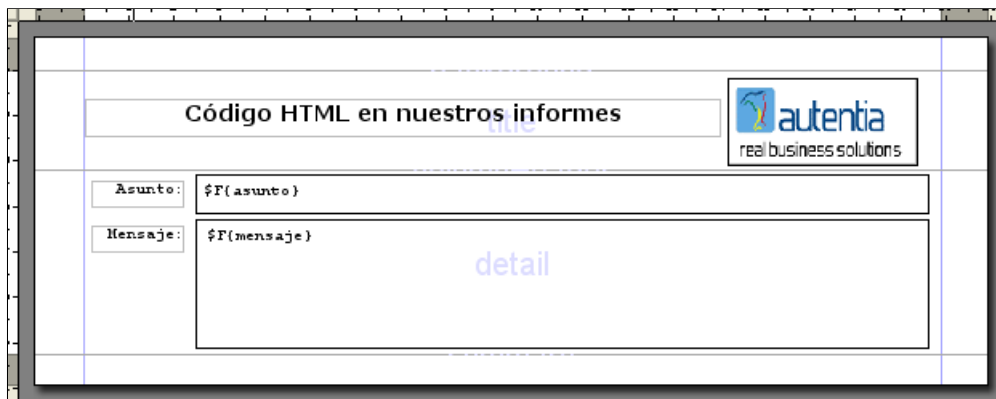 Código HTML en nuestros informes
title
autentia
real business solutions
Asunto:
$F{asunto}
Mensaje:
$F{mensaje}
detail